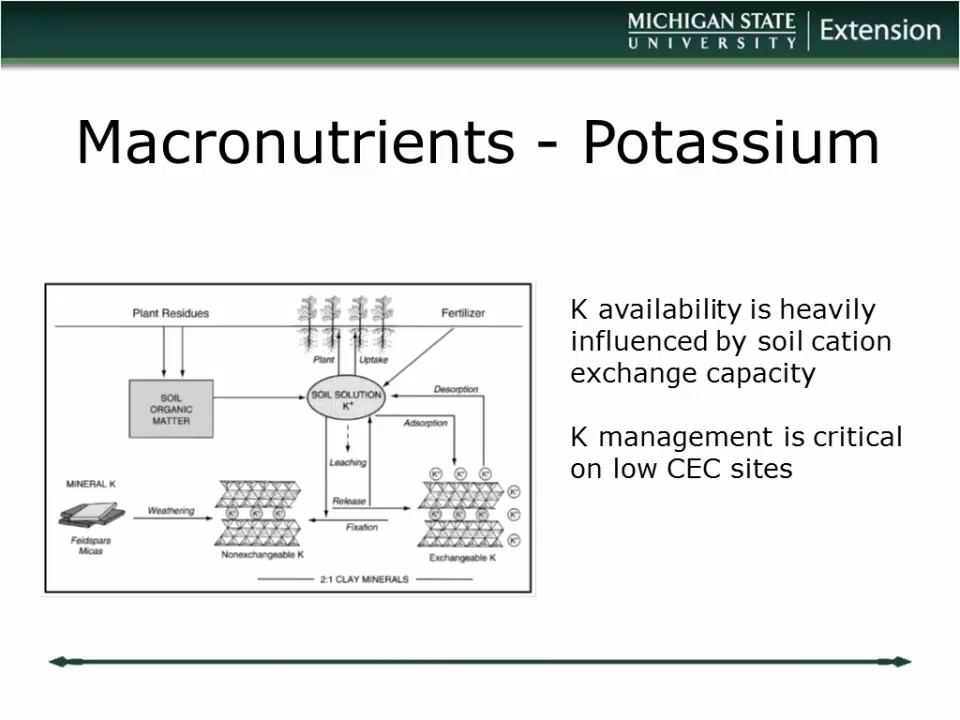 MICHIGAN STATE
UNIVERSITY
Extension
Macronutrients - Potassium
Plant Residues
Fertilizer
Plant
Uptake
SOIL
ORGANIC
MATTER
SOIL SOLUTION
K+
Desorption
Adsorption
Leaching
MINERAL K
Weathering
Feldspars
Micas
Release
Fixation
K+ K+ K+
K+
K+ K+ K+
K+ K+ K+
K+
K+
Nonexchangeable K
Exchangeable K
2:1 CLAY MINERALS
K availability is heavily
influenced by soil cation
exchange capacity
K management is critical
on low CEC sites